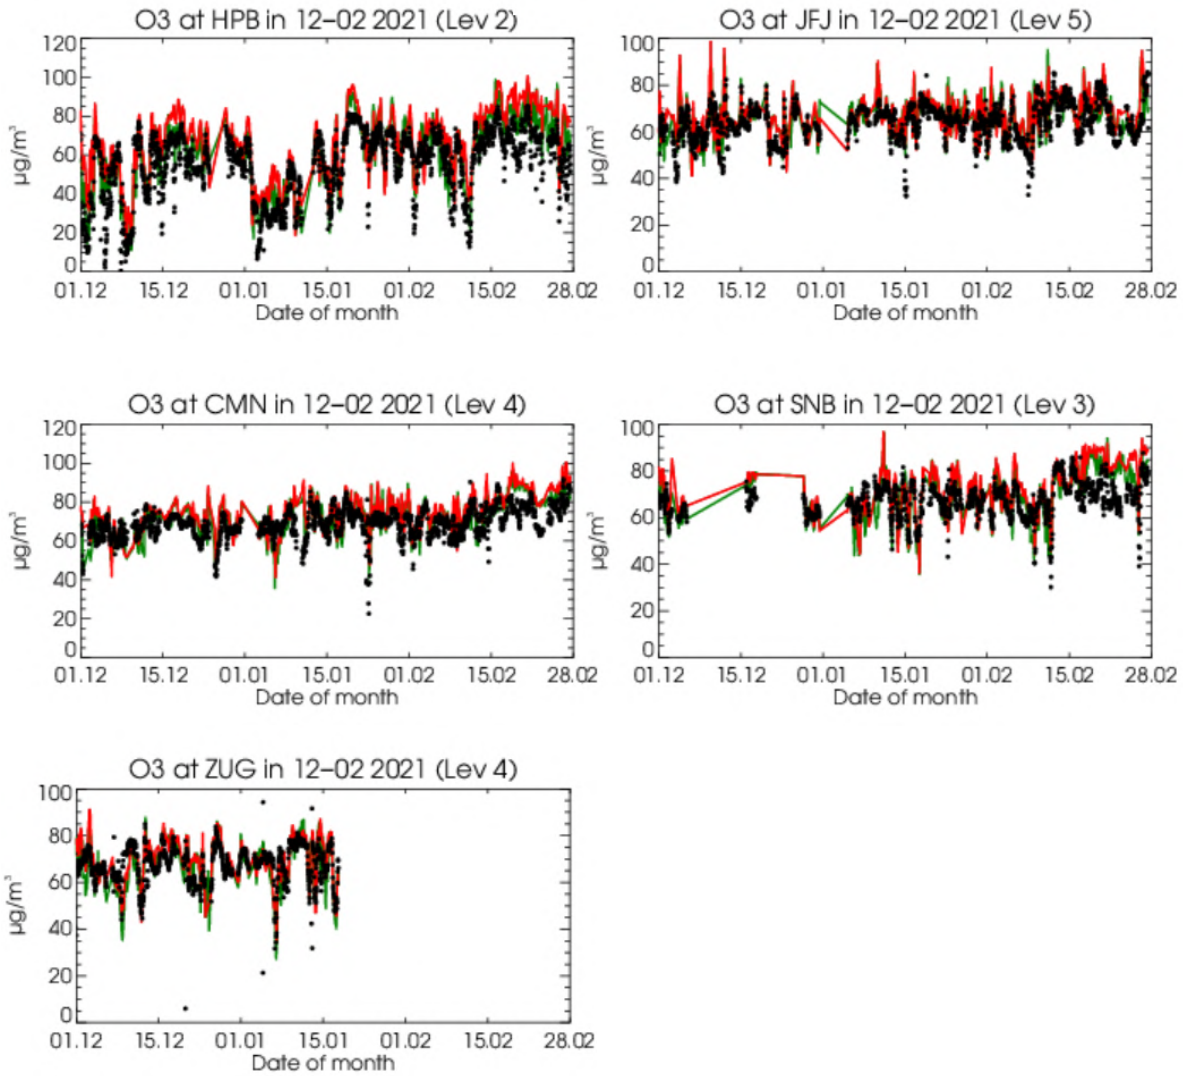 O3 at HPB in 12–02 2021 (Lev 2)
120
100
80
60
40
20
0
µg/m³
01.12 15.12 01.01 15.01 01.02 15.02 28.02
Date of month
O3 at JFJ in 12–02 2021 (Lev 5)
100
80
60
40
20
0
µg/m³
01.12 15.12 01.01 15.01 01.02 15.02 28.02
Date of month
O3 at CMN in 12–02 2021 (Lev 4)
120
100
80
60
40
20
0
µg/m³
01.12 15.12 01.01 15.01 01.02 15.02 28.02
Date of month
O3 at SNB in 12–02 2021 (Lev 3)
100
80
60
40
20
0
µg/m³
01.12 15.12 01.01 15.01 01.02 15.02 28.02
Date of month
O3 at ZUG in 12–02 2021 (Lev 4)
100
80
60
40
20
0
µg/m³
01.12 15.12 01.01 15.01 01.02 15.02 28.02
Date of month